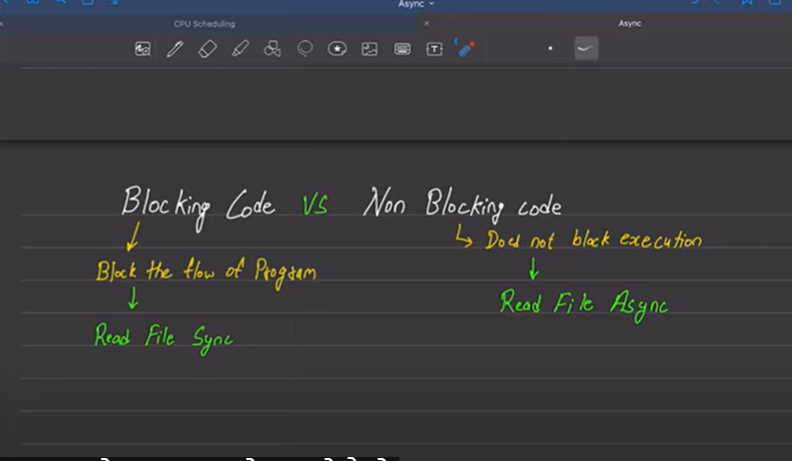 Async
CPU Scheduling
Async
Blocking Code VS Non Blocking code
Block the flow of Program
Read File Sync
Does not block execution
Read File Async